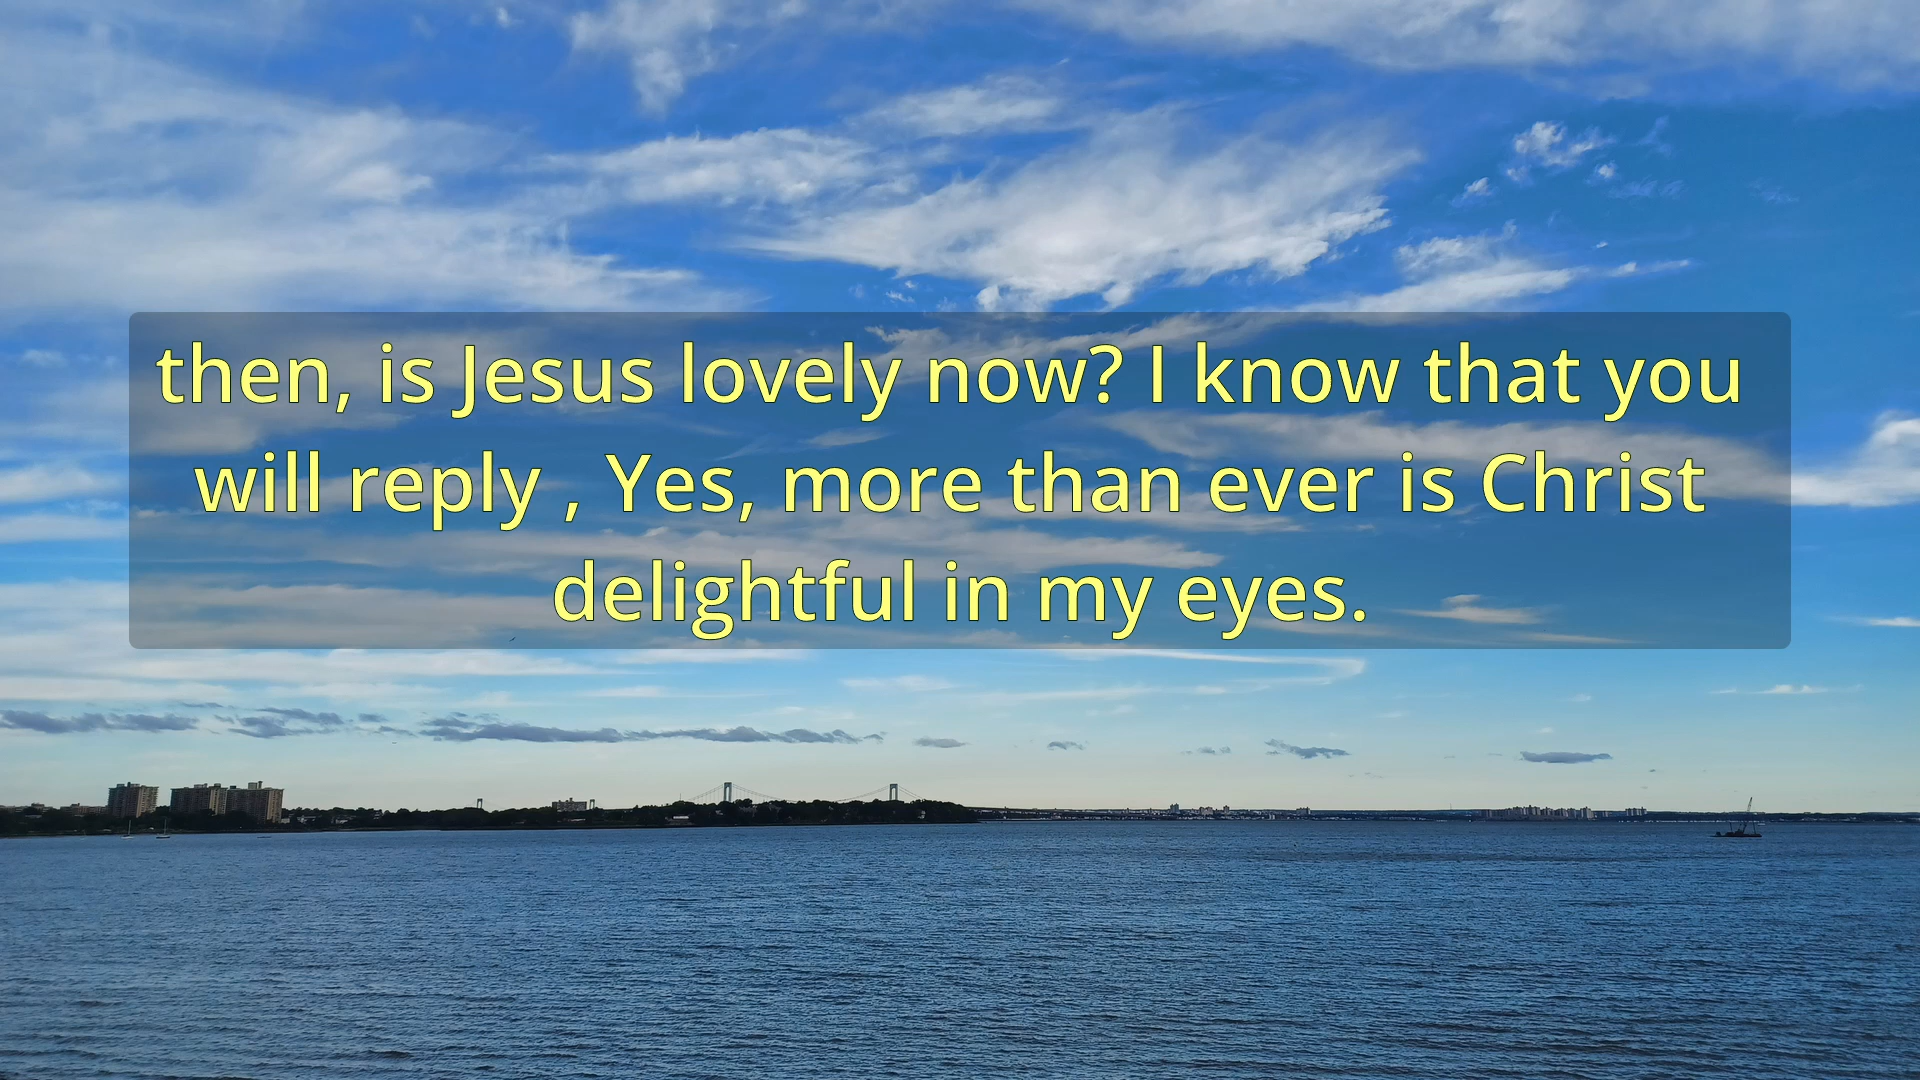 then, is Jesus lovely now? I know that you
will reply , Yes, more than ever is Christ
delightful in my eyes.